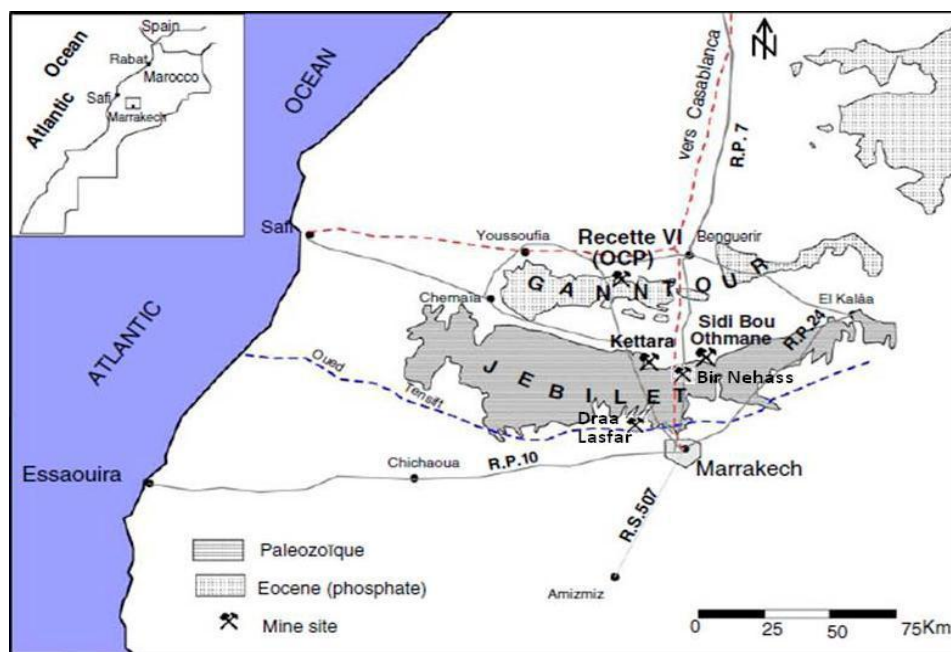 Spain
Ocean
Rabat
Marocco
Safi
Marrakech
Atlantic
N
OCEAN
ATLANTIC
vers Casablanca
R.P. 7
Safi
Youssoufia
Recette VI
(OCP)
Benguerir
GANNTOUR
Chemaïa
El Kalâa
Sidi Bou
Othmane
R.P.24
Kettara
Bir Nehass
JEBILET
Oued
Tensift
Draa
Lasfar
Marrakech
R.P.10
Chichaoua
Essaouira
R.S.507
Amizmiz
Paleozoïque
Eocene (phosphate)
Mine site
0 25 50 75Km